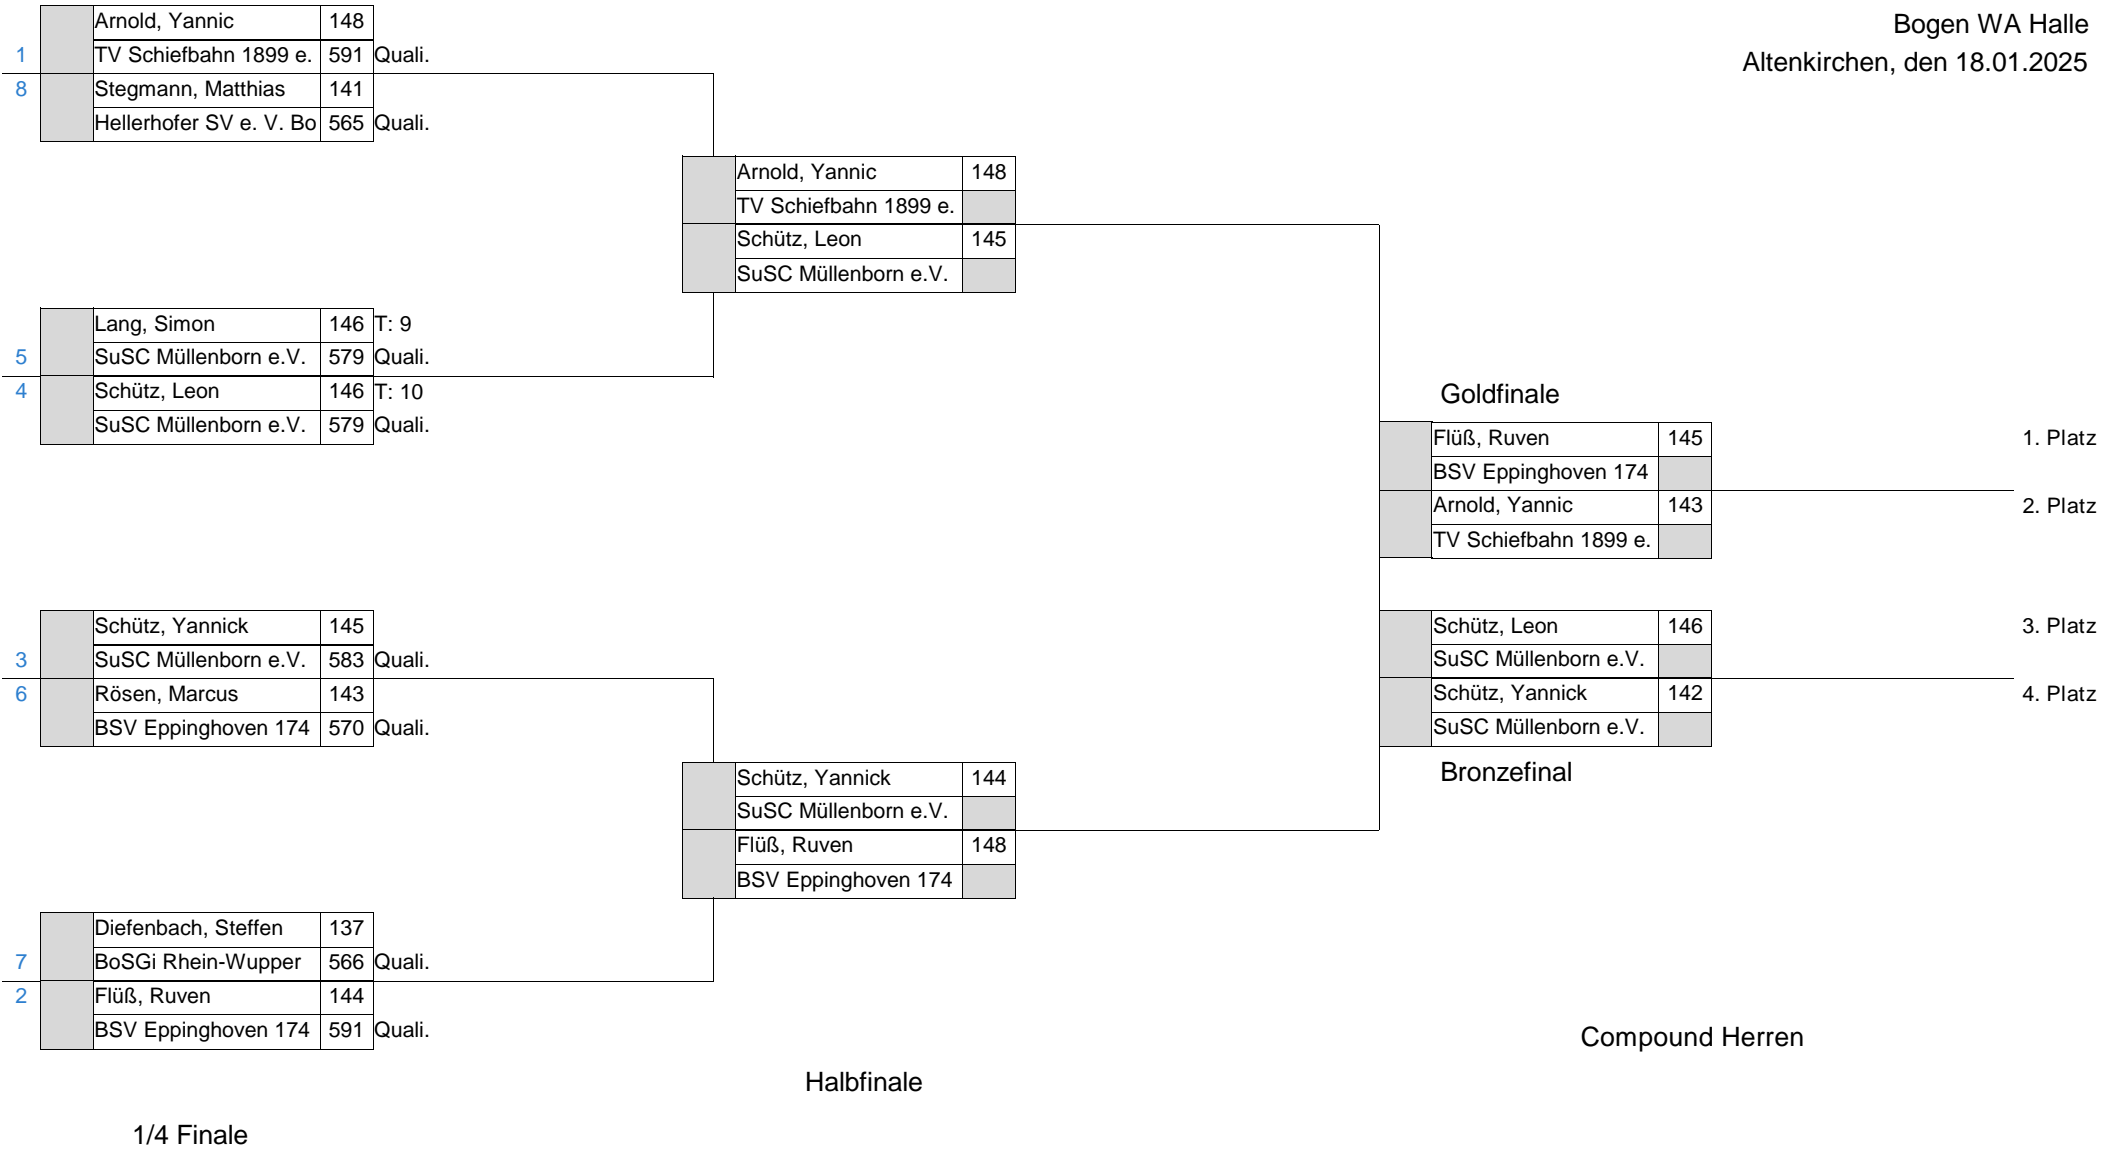 Bogen WA Halle
Altenkirchen, den 18.01.2025
Arnold, Yannic 148
1 TV Schiefbahn 1899 e. 591 Quali.
8 Stegmann, Matthias 141
Hellerhofer SV e. V. Bo 565 Quali.
Arnold, Yannic 148
TV Schiefbahn 1899 e.
Schütz, Leon 145
SuSC Müllenborn e.V.
Lang, Simon 146 T: 9
5 SuSC Müllenborn e.V. 579 Quali.
4 Schütz, Leon 146 T: 10
SuSC Müllenborn e.V. 579 Quali.
Goldfinale
Flüß, Ruven 145 1. Platz
BSV Eppinghoven 174
Arnold, Yannic 143 2. Platz
TV Schiefbahn 1899 e.
Schütz, Yannick 145
3 SuSC Müllenborn e.V. 583 Quali.
6 Rösen, Marcus 143
BSV Eppinghoven 174 570 Quali.
Schütz, Leon 146 3. Platz
SuSC Müllenborn e.V.
Schütz, Yannick 142 4. Platz
SuSC Müllenborn e.V.
Bronzefinal
Schütz, Yannick 144
SuSC Müllenborn e.V.
Flüß, Ruven 148
BSV Eppinghoven 174
Diefenbach, Steffen 137
7 BoSGi Rhein-Wupper 566 Quali.
2 Flüß, Ruven 144
BSV Eppinghoven 174 591 Quali.
Compound Herren
Halbfinale
1/4 Finale